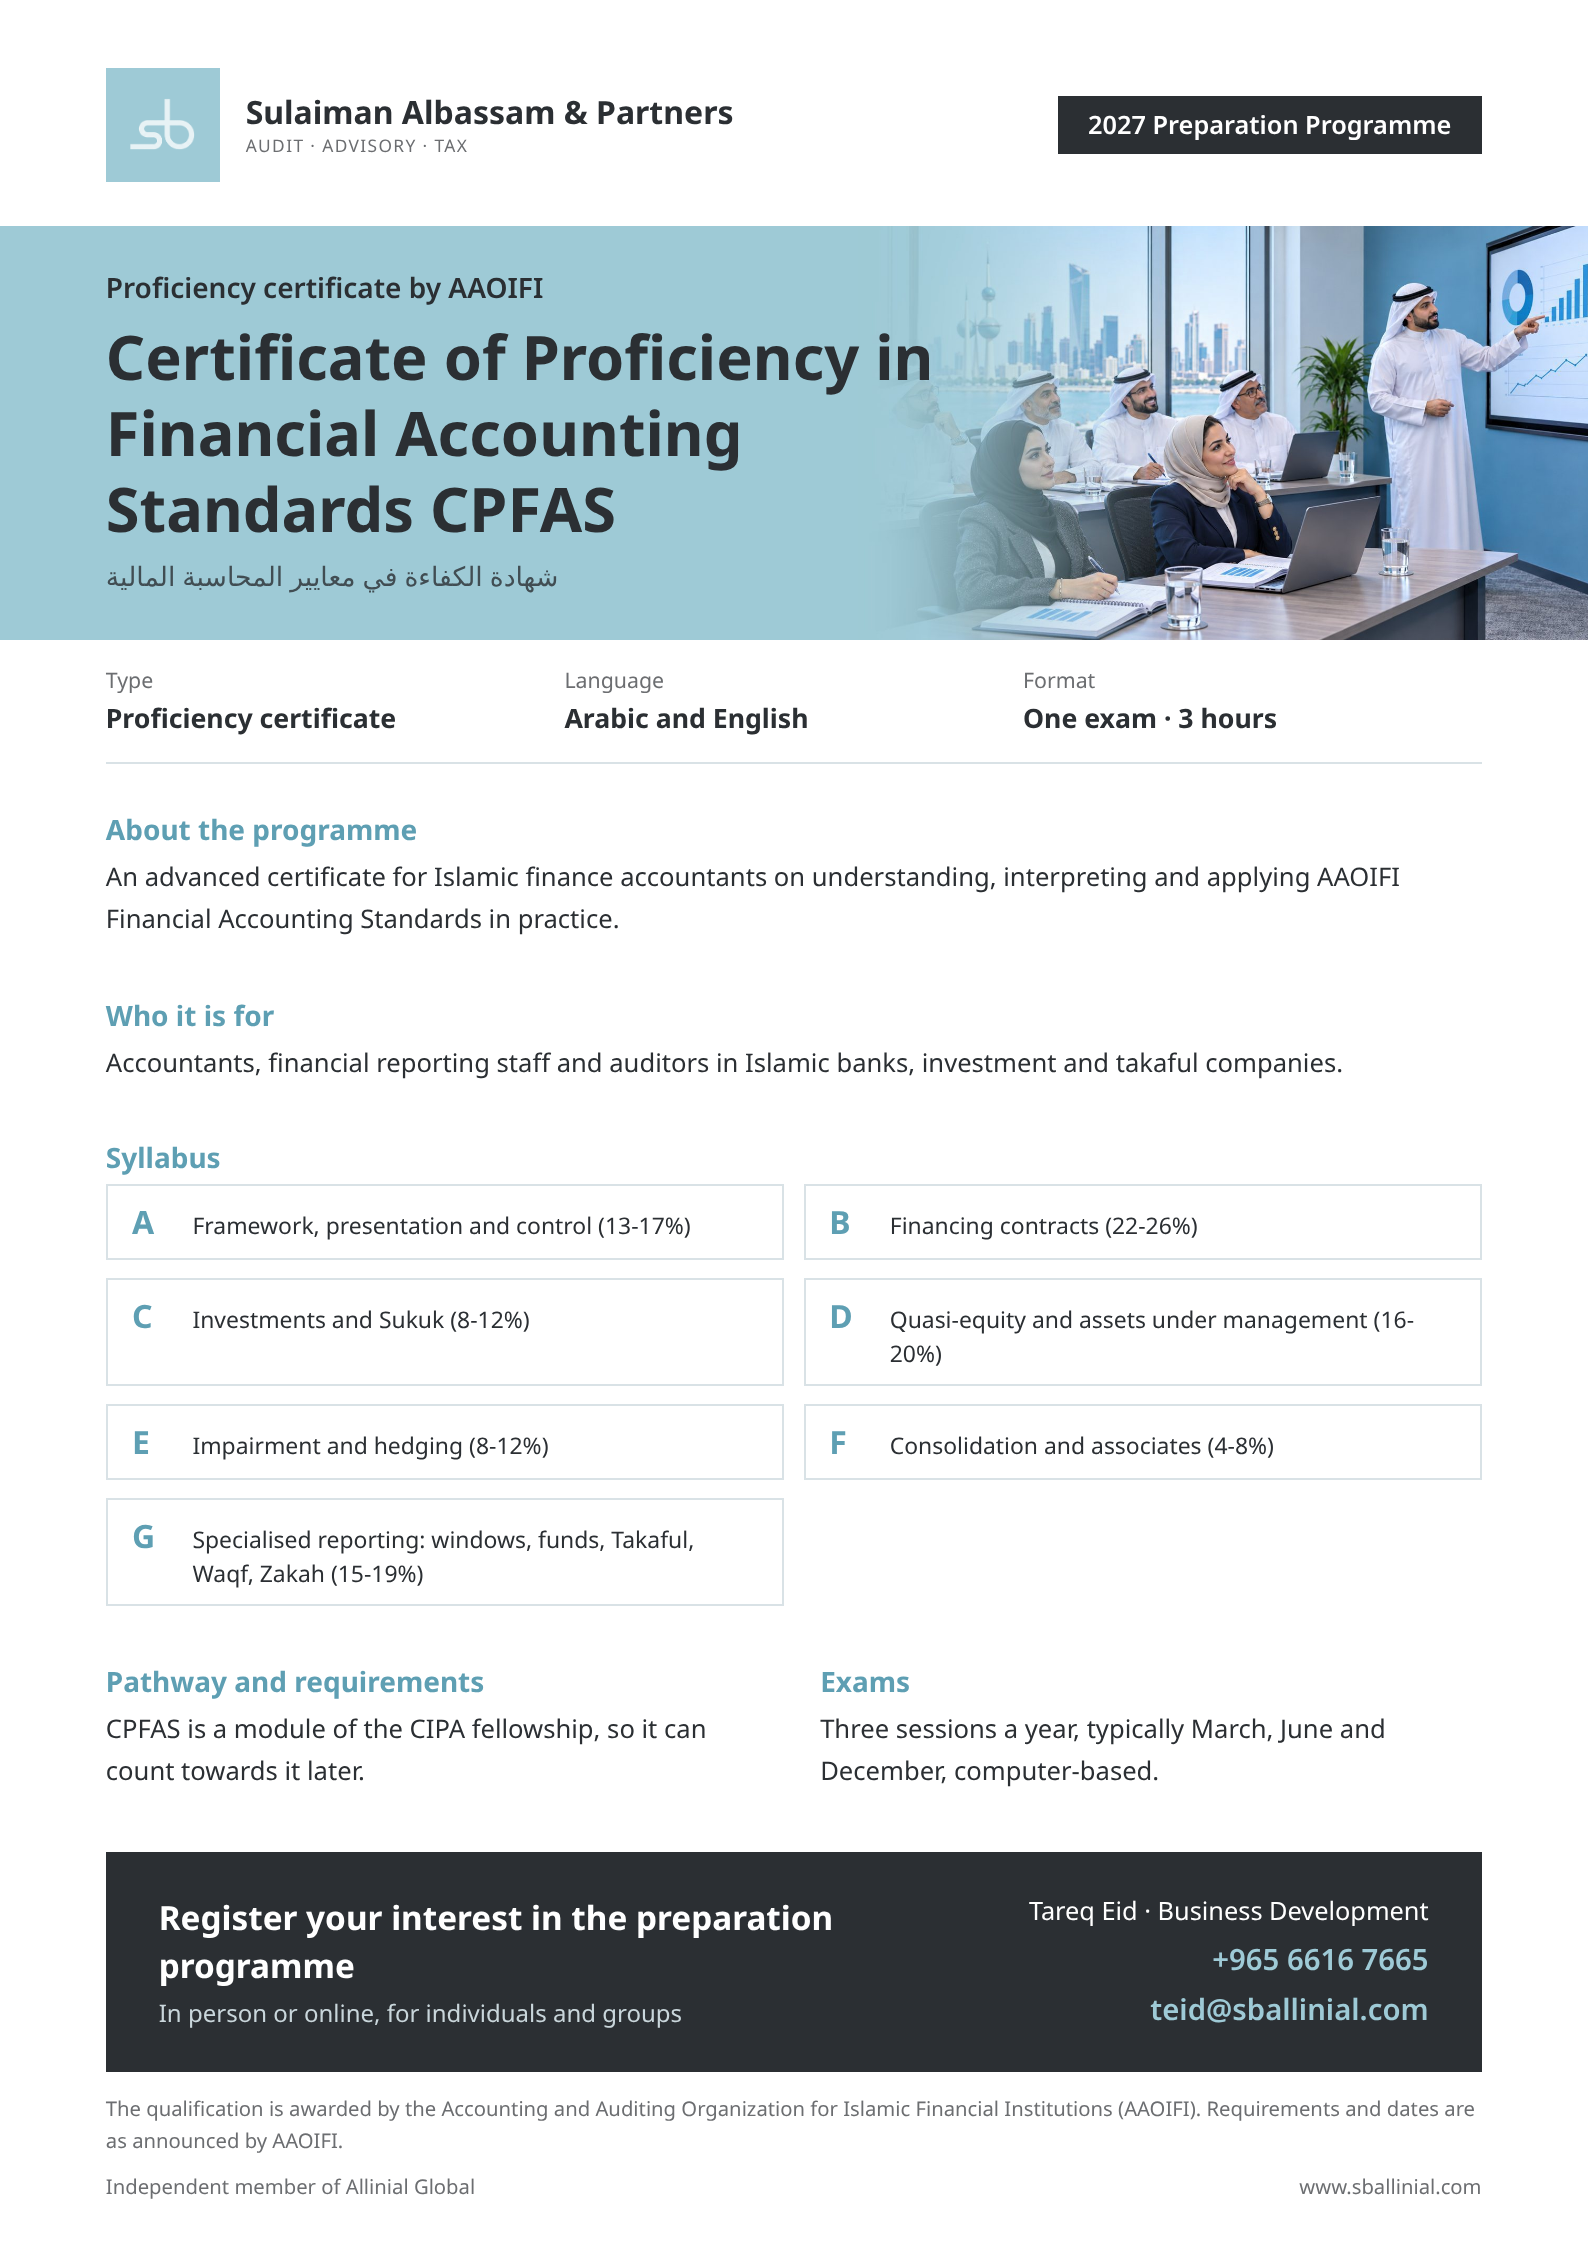 sb
Sulaiman Albassam & Partners
AUDIT · ADVISORY · TAX
2027 Preparation Programme
Proficiency certificate by AAOIFI
Certificate of Proficiency in
Financial Accounting
Standards CPFAS
شهادة الكفاءة في معايير المحاسبة المالية
Type
Proficiency certificate
Language
Arabic and English
Format
One exam · 3 hours
About the programme
An advanced certificate for Islamic finance accountants on understanding, interpreting and applying AAOIFI
Financial Accounting Standards in practice.
Who it is for
Accountants, financial reporting staff and auditors in Islamic banks, investment and takaful companies.
Syllabus
A Framework, presentation and control (13-17%)
B Financing contracts (22-26%)
C Investments and Sukuk (8-12%)
D Quasi-equity and assets under management (16-
20%)
E Impairment and hedging (8-12%)
F Consolidation and associates (4-8%)
G Specialised reporting: windows, funds, Takaful,
Waqf, Zakah (15-19%)
Pathway and requirements
CPFAS is a module of the CIPA fellowship, so it can
count towards it later.
Exams
Three sessions a year, typically March, June and
December, computer-based.
Register your interest in the preparation
programme
In person or online, for individuals and groups
Tareq Eid · Business Development
+965 6616 7665
teid@sballinial.com
The qualification is awarded by the Accounting and Auditing Organization for Islamic Financial Institutions (AAOIFI). Requirements and dates are
as announced by AAOIFI.
Independent member of Allinial Global
www.sballinial.com